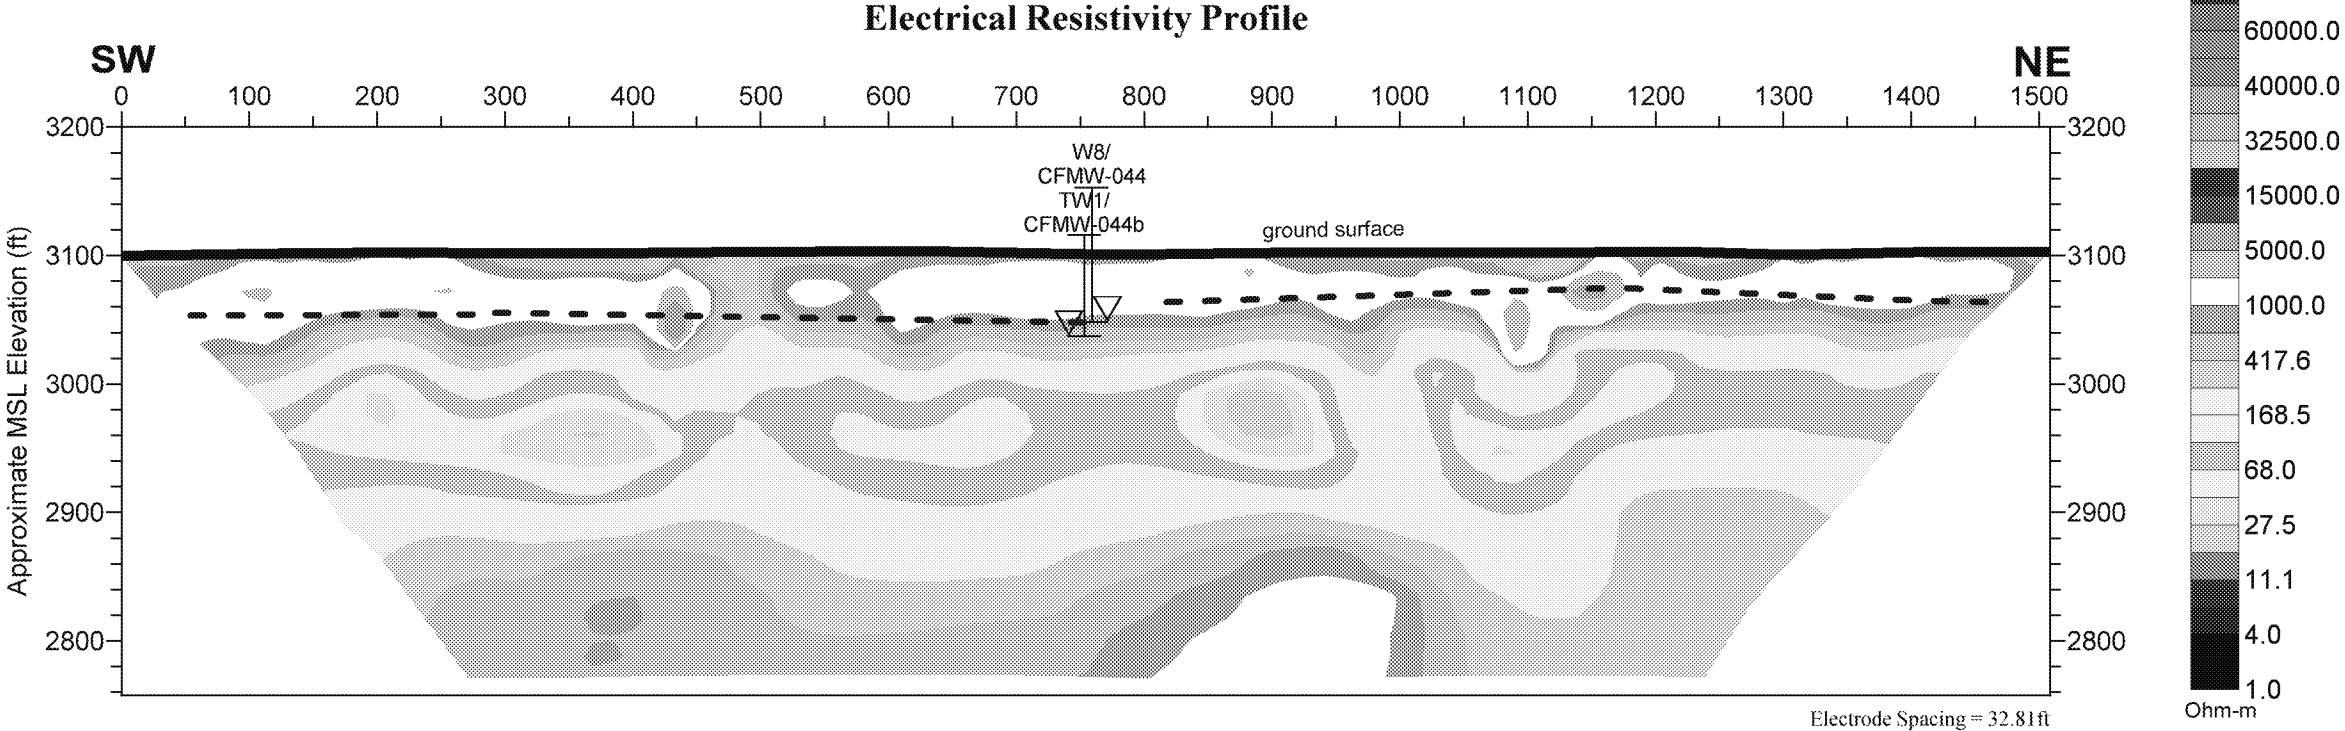 Electrical Resistivity Profile
SW
NE
0 100 200 300 400 500 600 700 800 900 1000 1100 1200 1300 1400 1500
3200
3100
3000
2900
2800
Approximate MSL Elevation (ft)
W8/
CFMW-044
TW1/
CFMW-044b
ground surface
3200
3100
3000
2900
2800
Electrode Spacing = 32.81ft
60000.0
40000.0
32500.0
15000.0
5000.0
1000.0
417.6
168.5
68.0
27.5
11.1
4.0
1.0
Ohm-m